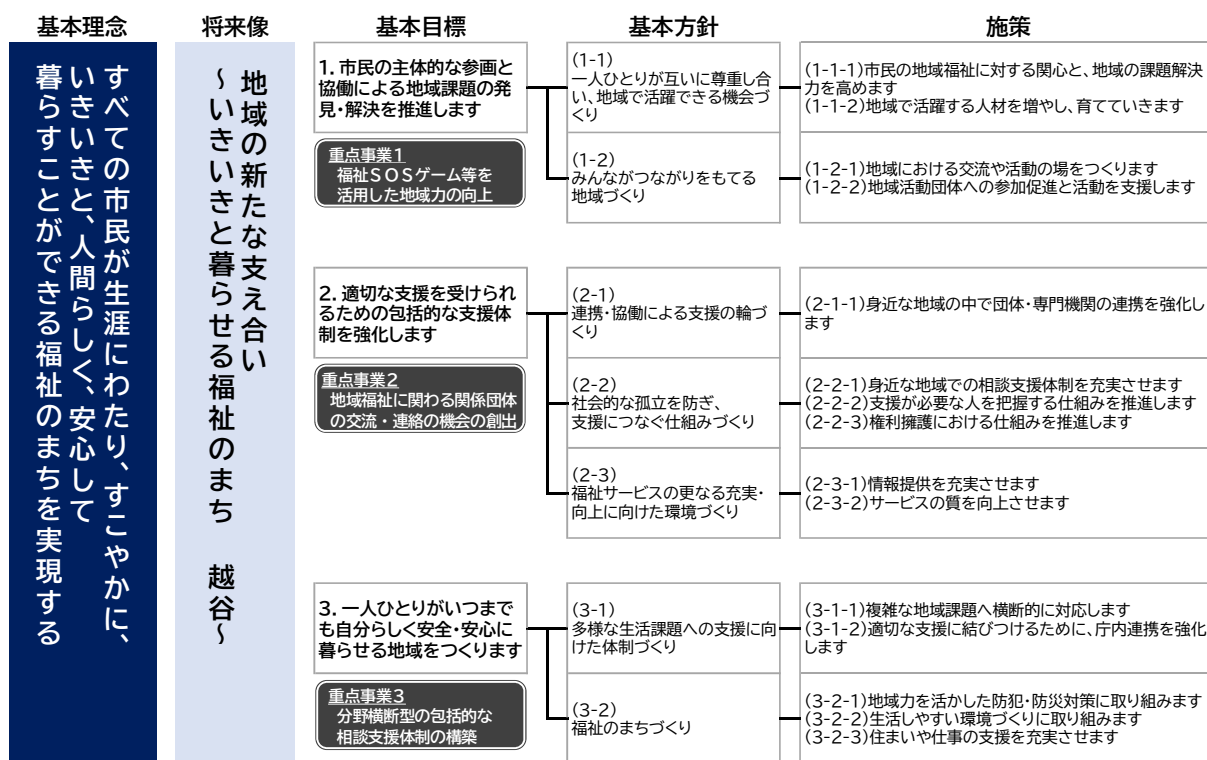 基本理念
将来像
基本目標
基本方針
施策
すべての市民が生涯にわたり、すこやかに、
いきいきと、人間らしく、安心して
暮らすことができる福祉のまちを実現する
地域の新たな支え合い
～いきいきと暮らせる福祉のまち 越谷～
1．市民の主体的な参画と
協働による地域課題の発
見・解決を推進します
重点事業1
福祉ＳＯＳゲーム等を
活用した地域力の向上
(1-1)
一人ひとりが互いに尊重し合
い、地域で活躍できる機会づ
くり
(1-1-1)市民の地域福祉に対する関心と、地域の課題解決
力を高めます
(1-1-2)地域で活躍する人材を増やし、育てていきます
(1-2)
みんながつながりをもてる
地域づくり
(1-2-1)地域における交流や活動の場をつくります
(1-2-2)地域活動団体への参加促進と活動を支援します
2．適切な支援を受けられ
るための包括的な支援体
制を強化します
重点事業2
地域福祉に関わる関係団体
の交流・連絡の機会の創出
(2-1)
連携・協働による支援の輪づ
くり
(2-1-1)身近な地域の中で団体・専門機関の連携を強化し
ます
(2-2)
社会的な孤立を防ぎ、
支援につなぐ仕組みづくり
(2-2-1)身近な地域での相談支援体制を充実させます
(2-2-2)支援が必要な人を把握する仕組みを推進します
(2-2-3)権利擁護における仕組みを推進します
(2-3)
福祉サービスの更なる充実・
向上に向けた環境づくり
(2-3-1)情報提供を充実させます
(2-3-2)サービスの質を向上させます
3．一人ひとりがいつまで
も自分らしく安全・安心に
暮らせる地域をつくります
重点事業3
分野横断型の包括的な
相談支援体制の構築
(3-1)
多様な生活課題への支援に向
けた体制づくり
(3-1-1)複雑な地域課題へ横断的に対応します
(3-1-2)適切な支援に結びつけるために、庁内連携を強化
します
(3-2)
福祉のまちづくり
(3-2-1)地域力を活かした防犯・防災対策に取り組みます
(3-2-2)生活しやすい環境づくりに取り組みます
(3-2-3)住まいや仕事の支援を充実させます